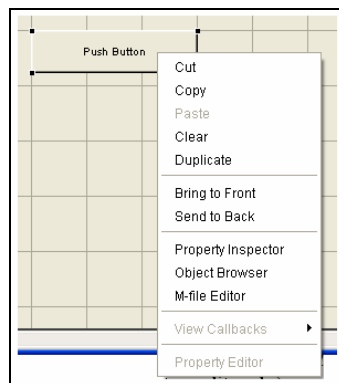 Push Button
Cut
Copy
Paste
Clear
Duplicate
Bring to Front
Send to Back
Property Inspector
Object Browser
M-file Editor
View Callbacks
Property Editor